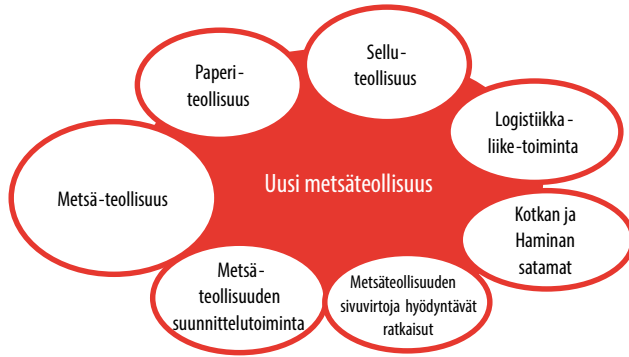 Paperi-
teollisuus
Sellu-
teollisuus
Logistiikka-
liike-toiminta
Metsä-teollisuus
Uusi metsäteollisuus
Kotkan ja
Haminan
satamat
Metsä-
teollisuuden
suunnittelutoiminta
Metsäteollisuuden
sivuvirtoja hyödyntävät
ratkaisut